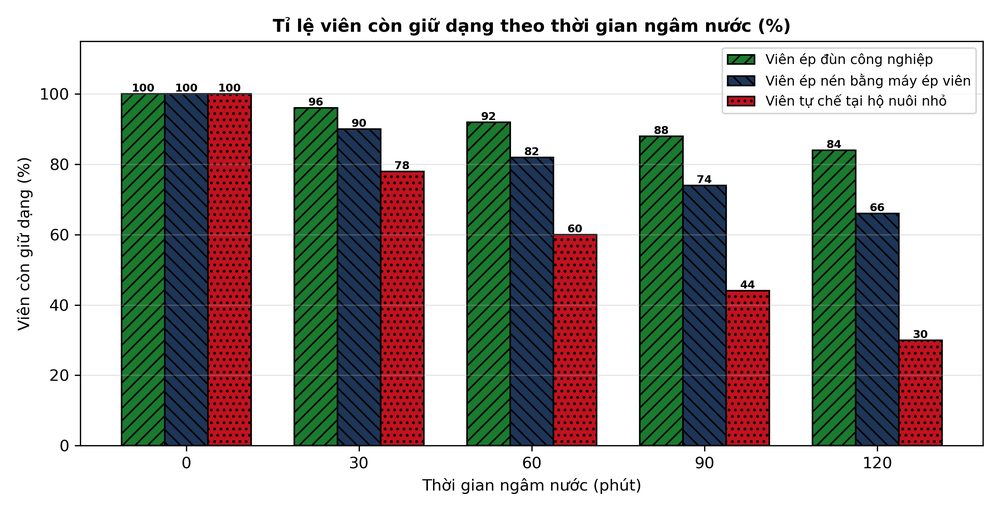 Tỉ lệ viên còn giữ dạng theo thời gian ngâm nước (%)
Viên ép đùn công nghiệp
Viên ép nén bằng máy ép viên
Viên tự chế tại hộ nuôi nhỏ
Viên còn giữ dạng (%)
100
80
60
40
20
0
100 100 100
96 90 78
92 82 60
88 74 44
84 66 30
0 30 60 90 120
Thời gian ngâm nước (phút)